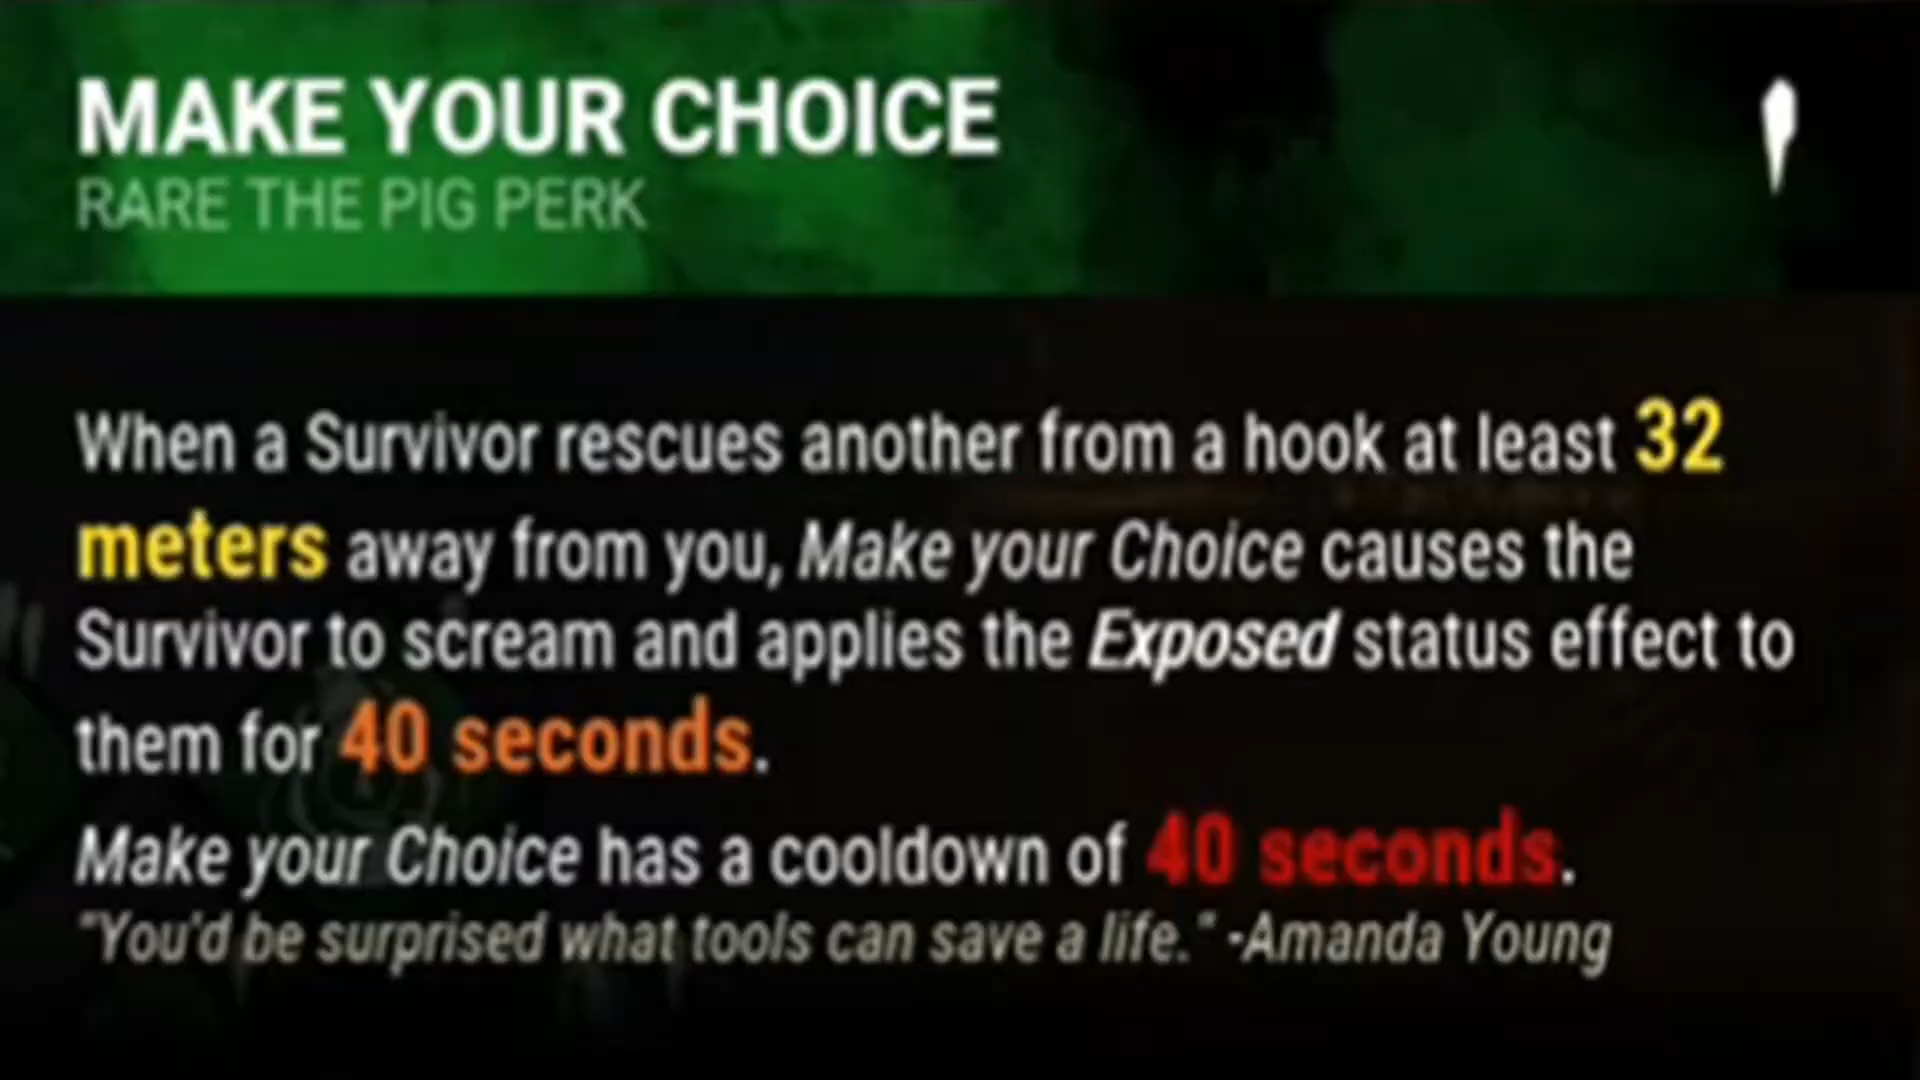 MAKE YOUR CHOICE
RARE THE PIG PERK
When a Survivor rescues another from a hook at least 32
meters away from you, Make your Choice causes the
Survivor to scream and applies the Exposed status effect to
them for 40 seconds.
Make your Choice has a cooldown of 40 seconds.
"You'd be surprised what tools can save a life." -Amanda Young